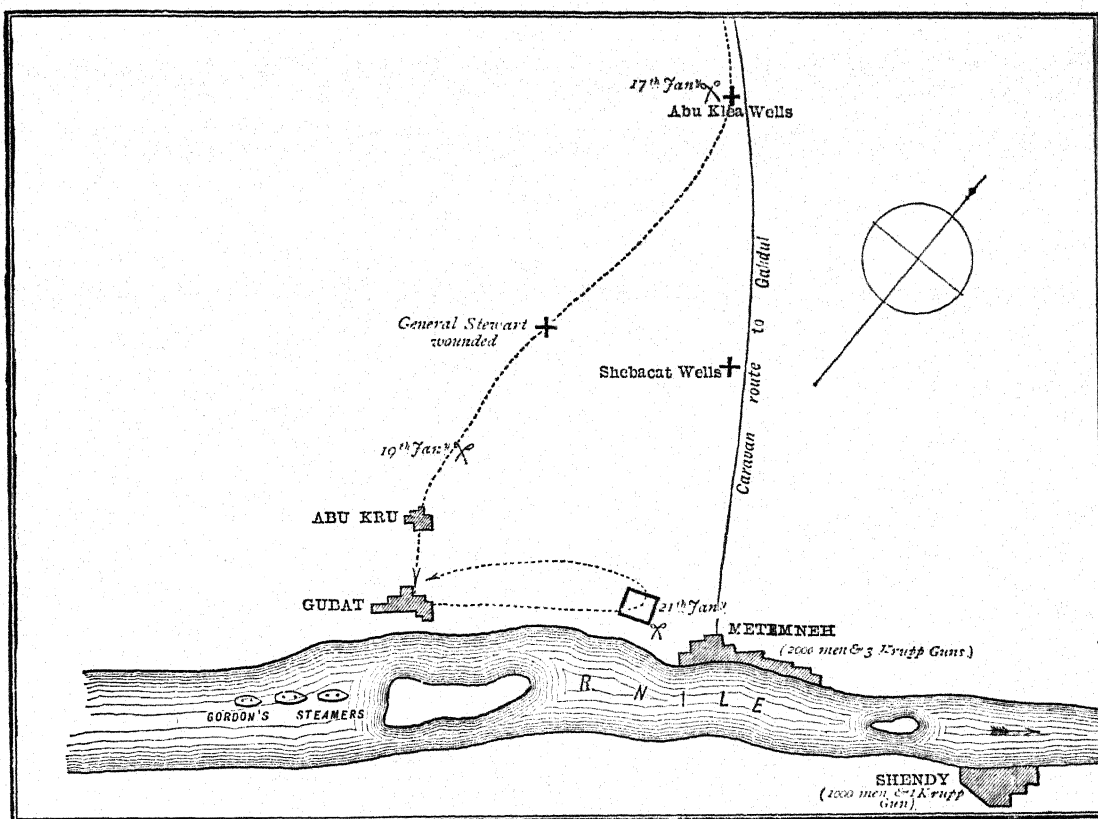 17th Jany
Abu Klea Wells
General Stewart
wounded
Shebacat Wells
Caravan route to Gakdul
19th Jany
ABU KRU
GUBAT
21th Jany
METEMNEH
(2000 men & 3 Krupp Guns.)
R. NILE
GORDON'S STEAMERS
SHENDY
(1000 men & 1 Krupp
Gun)